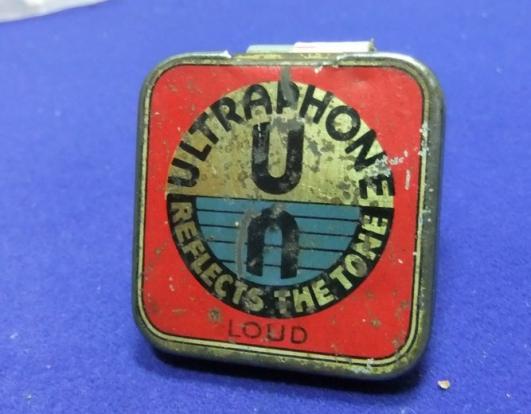 ULTRAPHONE
U
U
REFLECTS THE TONE
LOUD